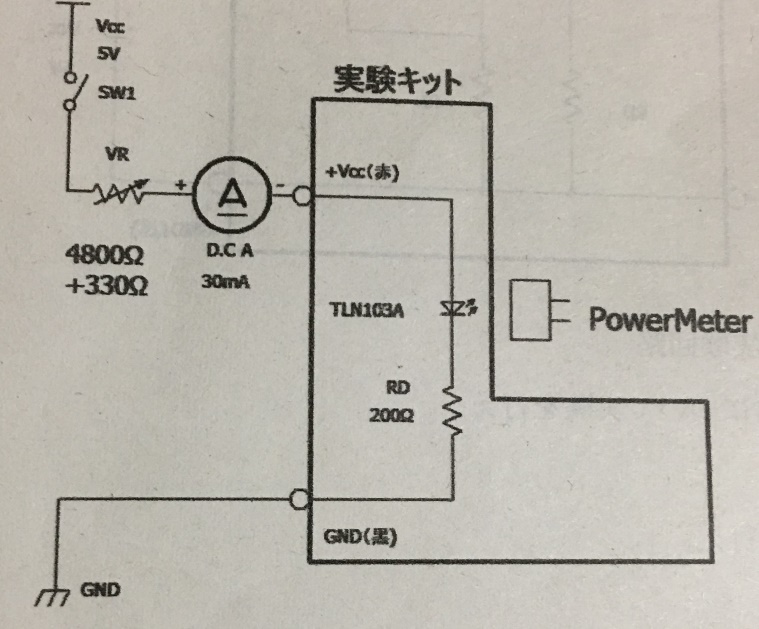 Vcc
5V
SW1
実験キット
VR
+Vcc(赤)
+
A
-
4800Ω
+330Ω
D.C A
30mA
TLN103A
PowerMeter
RD
200Ω
GND(黒)
GND